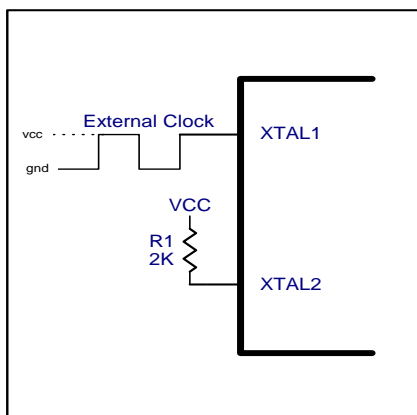 External Clock
vcc
XTAL1
gnd
VCC
R1
2K
XTAL2